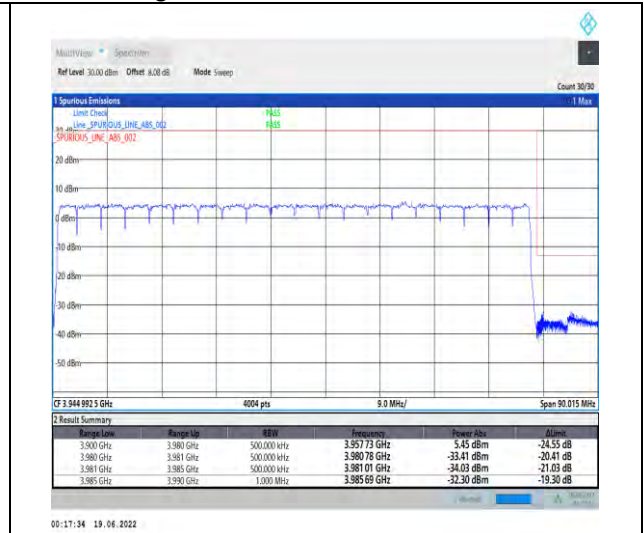 MultiView Spectrum
Ref Level 30.00 dBm Offset 8.08 dB Mode Sweep
Count 30/30
1 Spurious Emissions 1 Max
Limit Check PASS
Line _SPURIOUS_LINE_ABS_002 PASS
_SPURIOUS_LINE_ABS_002
20 dBm
10 dBm
0 dBm
-10 dBm
-20 dBm
-30 dBm
-40 dBm
-50 dBm
CF 3.944 992 5 GHz 4004 pts 9.0 MHz/ Span 90.015 MHz
2 Result Summary
Range Low Range Up RBW Frequency Power Abs ΔLimit
3.900 GHz 3.980 GHz 500.000 kHz 3.957 73 GHz 5.45 dBm -24.55 dB
3.980 GHz 3.981 GHz 500.000 kHz 3.980 78 GHz -33.41 dBm -20.41 dB
3.981 GHz 3.985 GHz 500.000 kHz 3.981 01 GHz -34.03 dBm -21.03 dB
3.985 GHz 3.990 GHz 1.000 MHz 3.985 69 GHz -32.30 dBm -19.30 dB
00:17:34 19.06.2022